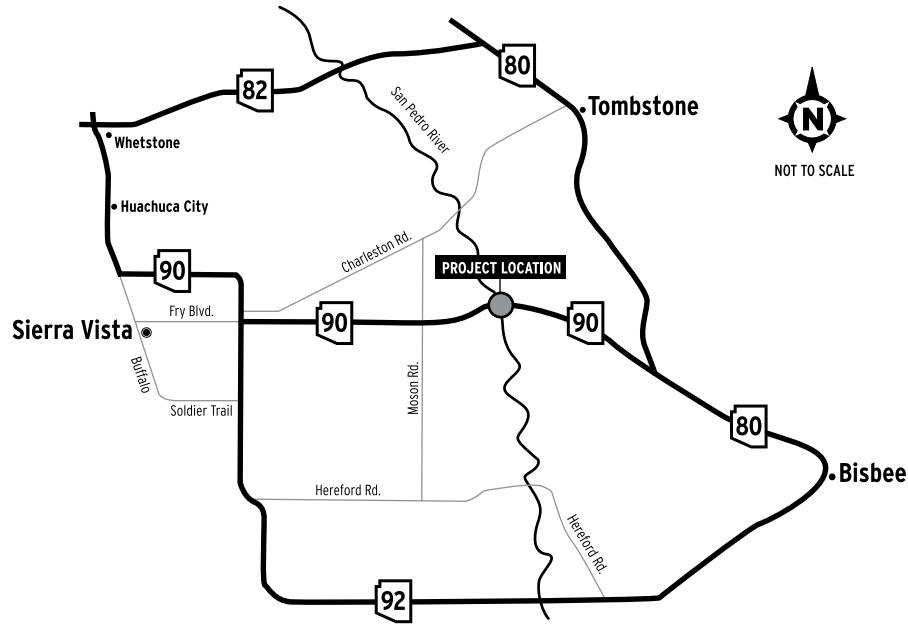 80
82
San Pedro River
Tombstone
N
Whetstone
NOT TO SCALE
Huachuca City
Charleston Rd.
90
PROJECT LOCATION
Fry Blvd.
90
90
Sierra Vista
Buffalo
Soldier Trail
Moson Rd.
80
Bisbee
Hereford Rd.
Hereford Rd.
92